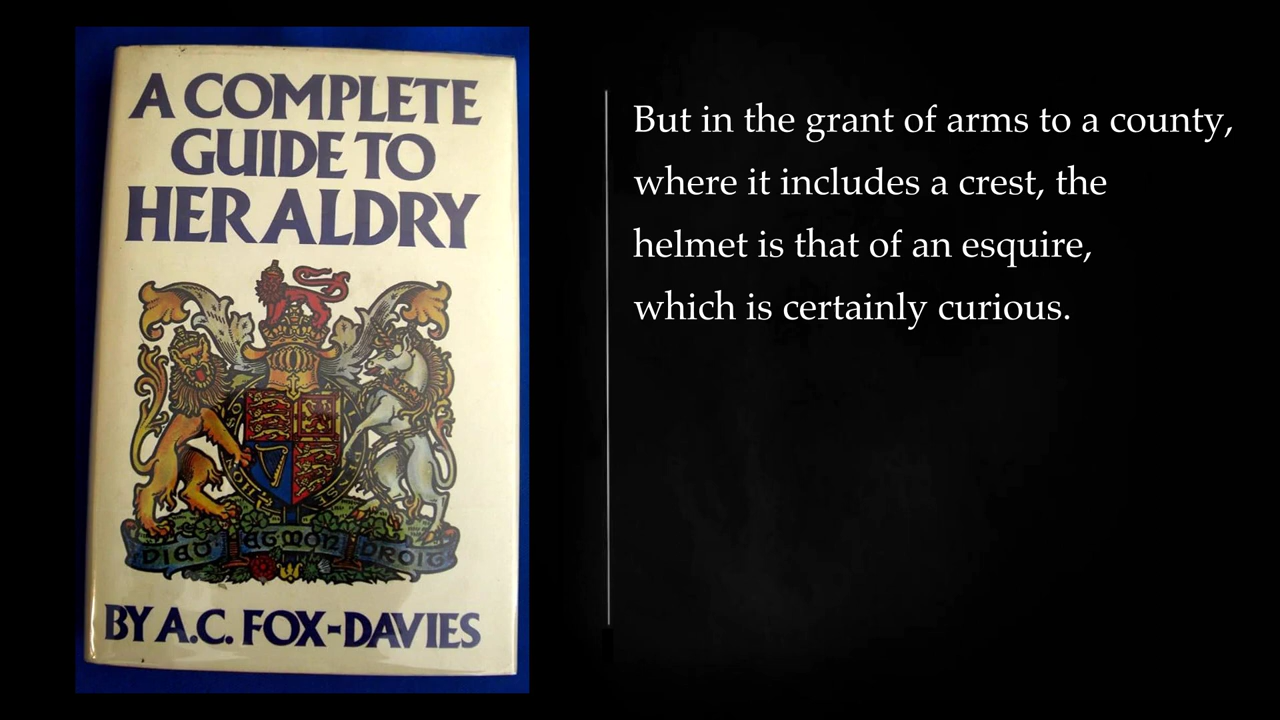 A COMPLETE
GUIDE TO
HERALDRY
DIEU ET MON DROIT
BY A.C. FOX-DAVIES
But in the grant of arms to a county,
where it includes a crest, the
helmet is that of an esquire,
which is certainly curious.